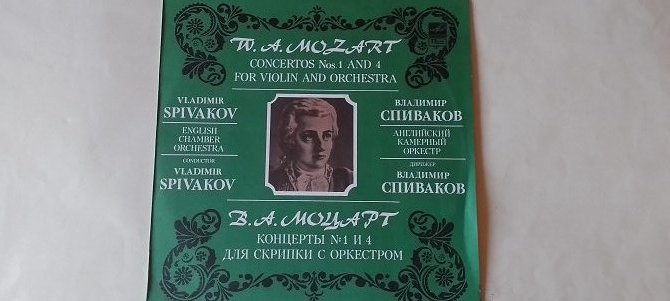 W. A. MOZART
CONCERTOS Nos. 1 AND 4
FOR VIOLIN AND ORCHESTRA
VLADIMIR
SPIVAKOV
ENGLISH
CHAMBER
ORCHESTRA
CONDUCTOR
VLADIMIR
SPIVAKOV
ВЛАДИМИР
СПИВАКОВ
АНГЛИЙСКИЙ
КАМЕРНЫЙ
ОРКЕСТР
ДИРИЖЕР
ВЛАДИМИР
СПИВАКОВ
В. А. МОЦАРТ
КОНЦЕРТЫ №1 И 4
ДЛЯ СКРИПКИ С ОРКЕСТРОМ